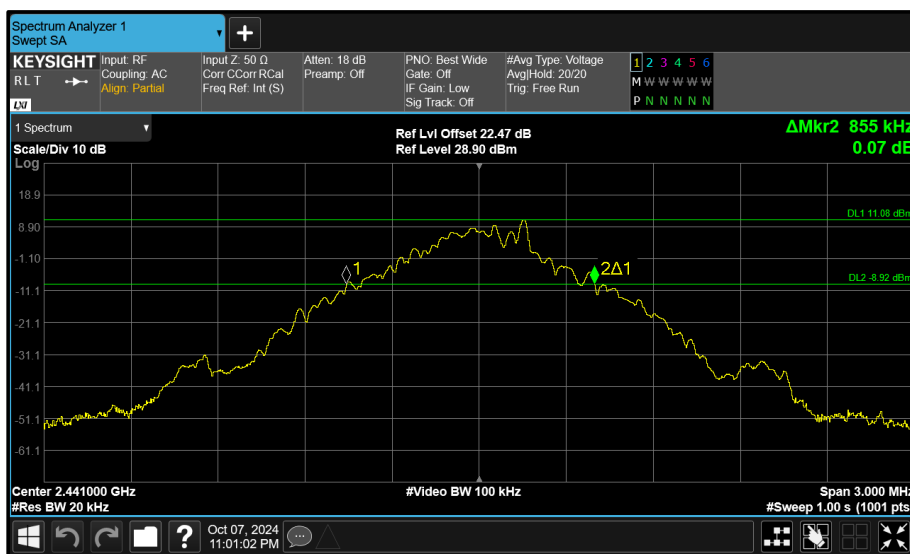 Spectrum Analyzer 1
Swept SA
+
KEYSIGHT
R L T
LXI
Input: RF
Coupling: AC
Align: Partial
Input Z: 50 Ω
Corr CCorr RCal
Freq Ref: Int (S)
Atten: 18 dB
Preamp: Off
PNO: Best Wide
Gate: Off
IF Gain: Low
Sig Track: Off
#Avg Type: Voltage
Avg|Hold: 20/20
Trig: Free Run
1 2 3 4 5 6
M W W W W W
P N N N N N
1 Spectrum
Scale/Div 10 dB
Log
Ref Lvl Offset 22.47 dB
Ref Level 28.90 dBm
ΔMkr2 855 kHz
0.07 dB
18.9
8.90
-1.10
-11.1
-21.1
-31.1
-41.1
-51.1
-61.1
DL1 11.08 dBm
1
2Δ1
DL2 -8.92 dBm
Center 2.441000 GHz
#Res BW 20 kHz
#Video BW 100 kHz
Span 3.000 MHz
#Sweep 1.00 s (1001 pts
?
Oct 07, 2024
11:01:02 PM